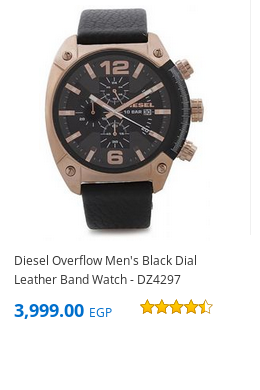 12
DIESEL
10 BAR
6
Diesel Overflow Men's Black Dial
Leather Band Watch - DZ4297
3,999.00 EGP